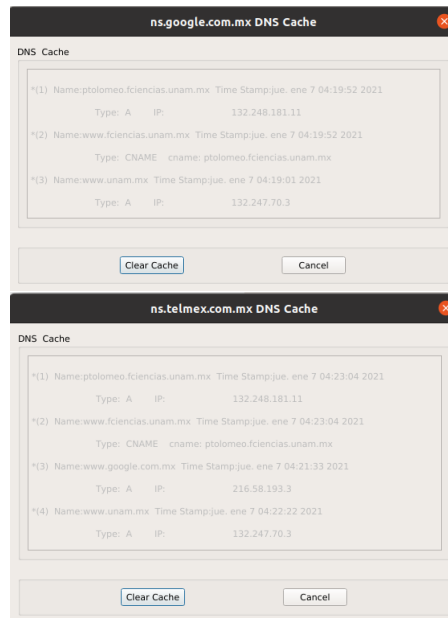 ns.google.com.mx DNS Cache
DNS Cache
*(1) Name:ptolomeo.fciencias.unam.mx Time Stamp:jue. ene 7 04:19:52 2021
Type: A IP: 132.248.181.11
*(2) Name:www.fciencias.unam.mx Time Stamp:jue. ene 7 04:19:52 2021
Type: CNAME cname: ptolomeo.fciencias.unam.mx
*(3) Name:www.unam.mx Time Stamp:jue. ene 7 04:19:01 2021
Type: A IP: 132.247.70.3
Clear Cache Cancel
ns.telmex.com.mx DNS Cache
DNS Cache
*(1) Name:ptolomeo.fciencias.unam.mx Time Stamp:jue. ene 7 04:23:04 2021
Type: A IP: 132.248.181.11
*(2) Name:www.fciencias.unam.mx Time Stamp:jue. ene 7 04:23:04 2021
Type: CNAME cname: ptolomeo.fciencias.unam.mx
*(3) Name:www.google.com.mx Time Stamp:jue. ene 7 04:21:33 2021
Type: A IP: 216.58.193.3
*(4) Name:www.unam.mx Time Stamp:jue. ene 7 04:22:22 2021
Type: A IP: 132.247.70.3
Clear Cache Cancel